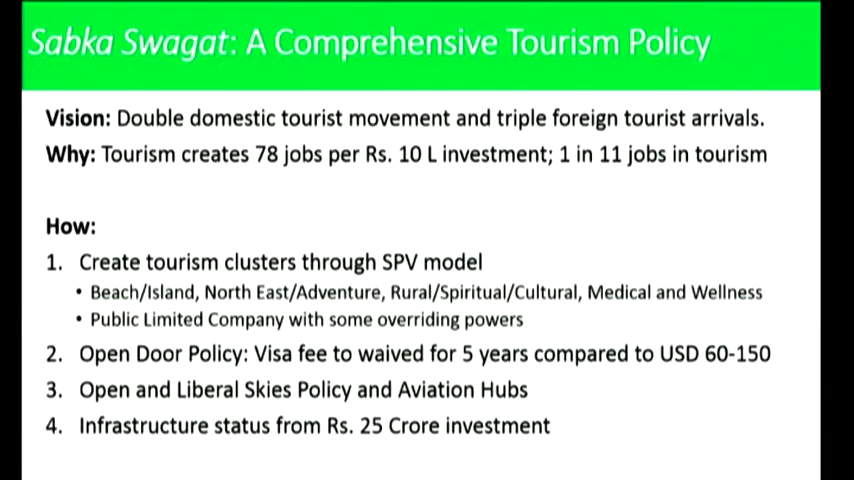 Sabka Swagat: A Comprehensive Tourism Policy
Vision: Double domestic tourist movement and triple foreign tourist arrivals.
Why: Tourism creates 78 jobs per Rs. 10 L investment; 1 in 11 jobs in tourism
How:
1. Create tourism clusters through SPV model
• Beach/Island, North East/Adventure, Rural/Spiritual/Cultural, Medical and Wellness
• Public Limited Company with some overriding powers
2. Open Door Policy: Visa fee to waived for 5 years compared to USD 60-150
3. Open and Liberal Skies Policy and Aviation Hubs
4. Infrastructure status from Rs. 25 Crore investment